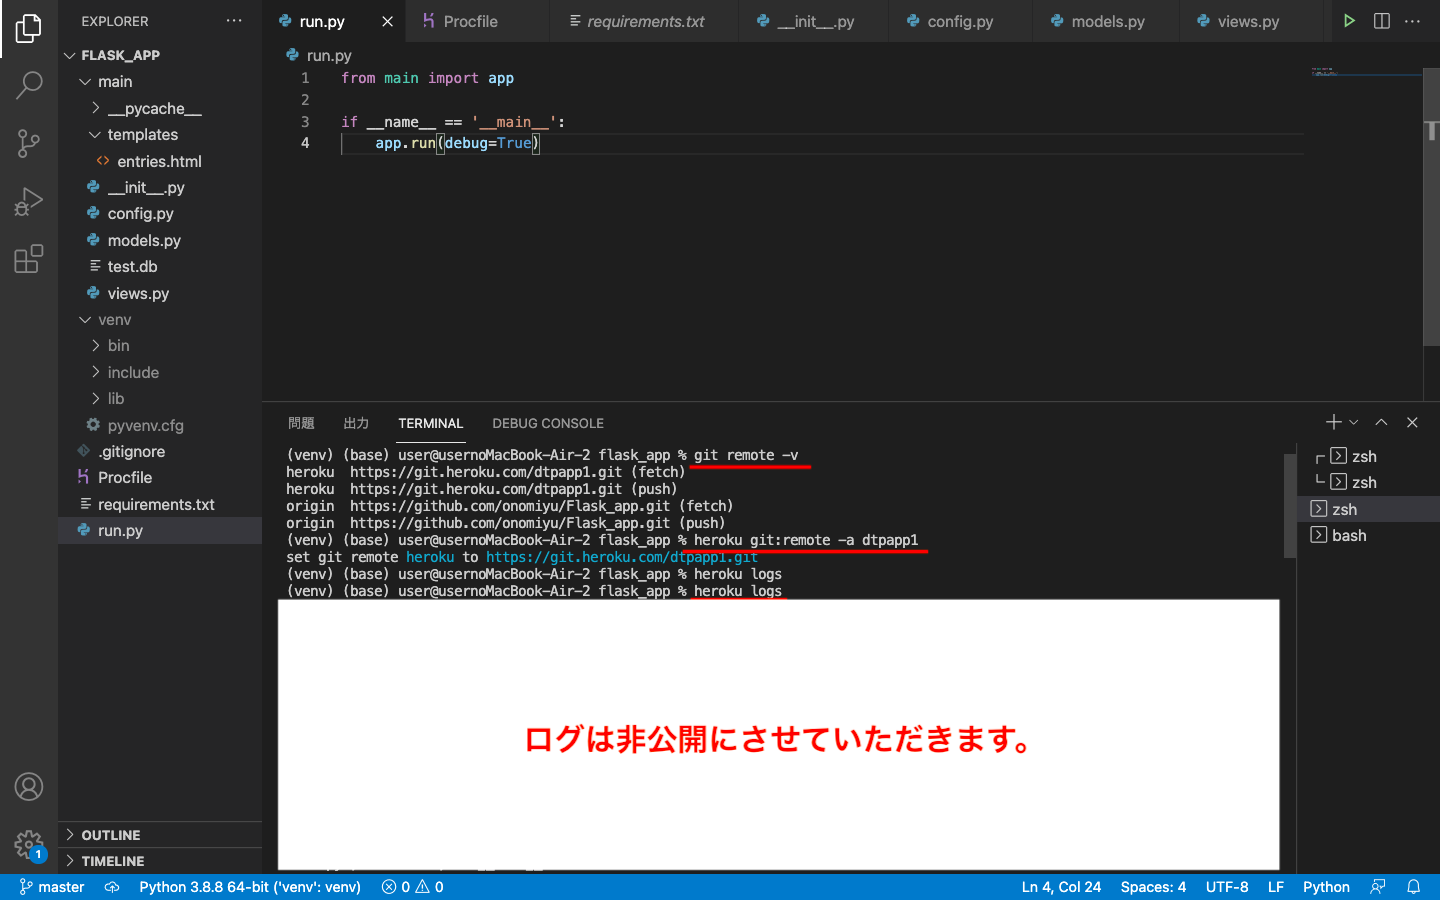 EXPLORER
FLASK_APP
main
__pycache__
templates
entries.html
__init__.py
config.py
models.py
test.db
views.py
venv
bin
include
lib
pyvenv.cfg
.gitignore
Procfile
requirements.txt
run.py
OUTLINE
TIMELINE
run.py
Procfile
requirements.txt
__init__.py
config.py
models.py
views.py
run.py
1 from main import app
2
3 if __name__ == '__main__':
4 app.run(debug=True)
問題 出力 TERMINAL DEBUG CONSOLE
(venv) (base) user@usernoMacBook-Air-2 flask_app % git remote -v
heroku https://git.heroku.com/dtpapp1.git (fetch)
heroku https://git.heroku.com/dtpapp1.git (push)
origin https://github.com/onomiyu/Flask_app.git (fetch)
origin https://github.com/onomiyu/Flask_app.git (push)
(venv) (base) user@usernoMacBook-Air-2 flask_app % heroku git:remote -a dtpapp1
set git remote heroku to https://git.heroku.com/dtpapp1.git
(venv) (base) user@usernoMacBook-Air-2 flask_app % heroku logs
(venv) (base) user@usernoMacBook-Air-2 flask_app % heroku logs
ログは非公開にさせていただきます。
zsh
zsh
zsh
bash
1
master Python 3.8.8 64-bit ('venv': venv) 0 0 Ln 4, Col 24 Spaces: 4 UTF-8 LF Python